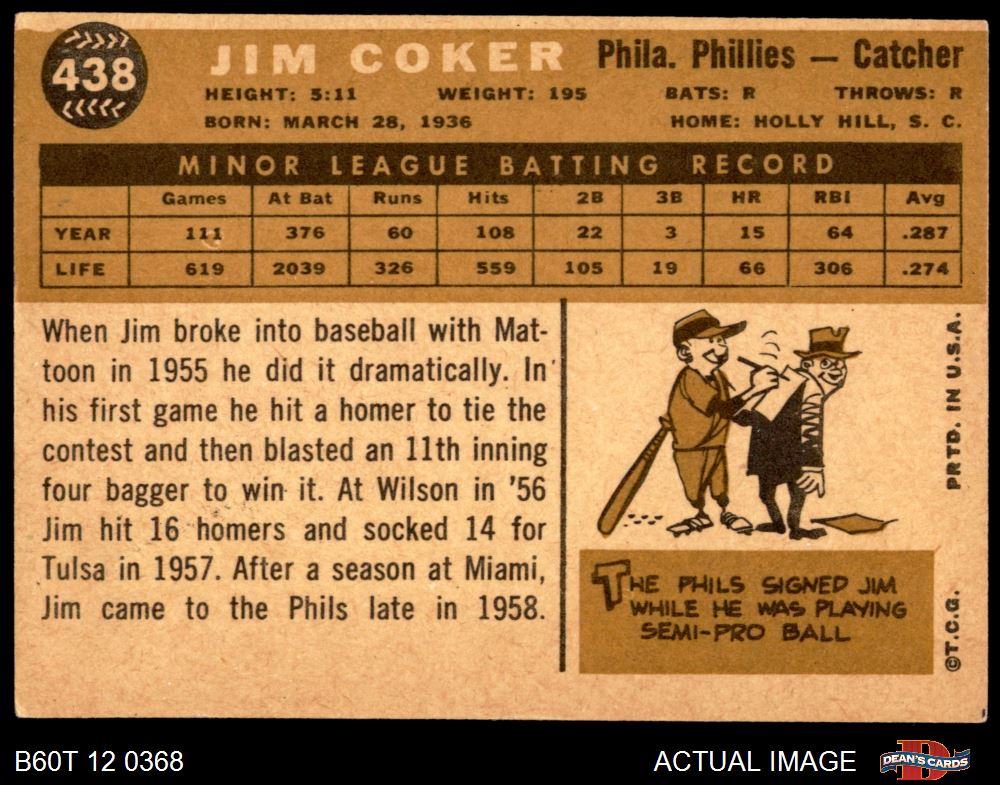 438
JIM COKER Phila. Phillies — Catcher
HEIGHT: 5:11 WEIGHT: 195 BATS: R THROWS: R
BORN: MARCH 28, 1936 HOME: HOLLY HILL, S. C.
MINOR LEAGUE BATTING RECORD
Games At Bat Runs Hits 2B 3B HR RBI Avg
YEAR 111 376 60 108 22 3 15 64 .287
LIFE 619 2039 326 559 105 19 66 306 .274
When Jim broke into baseball with Mat-
toon in 1955 he did it dramatically. In
his first game he hit a homer to tie the
contest and then blasted an 11th inning
four bagger to win it. At Wilson in '56
Jim hit 16 homers and socked 14 for
Tulsa in 1957. After a season at Miami,
Jim came to the Phils late in 1958.
THE PHILS SIGNED JIM
WHILE HE WAS PLAYING
SEMI-PRO BALL
©T.C.G. PRTD. IN U.S.A.
B60T 12 0368 ACTUAL IMAGE
D
DEAN'S CARDS